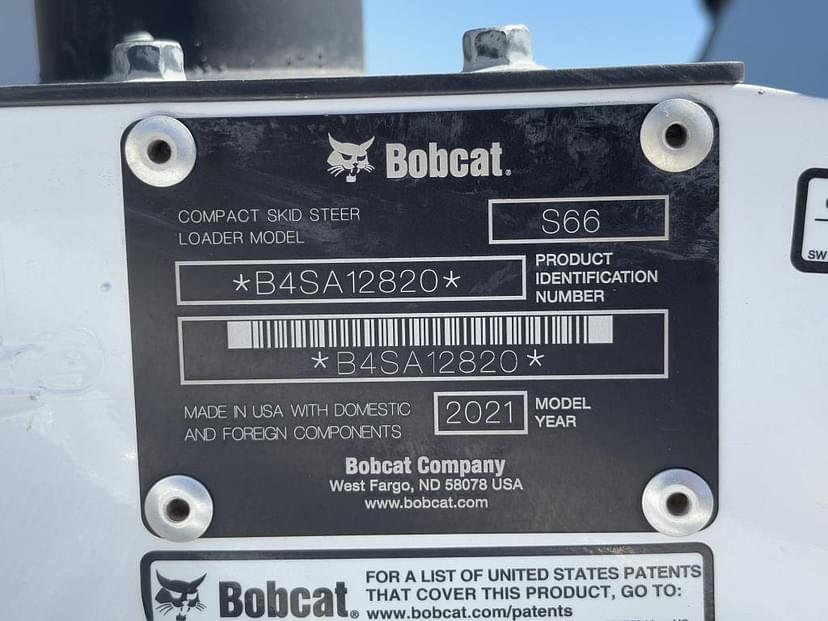 Bobcat.
COMPACT SKID STEER
LOADER MODEL
S66
*B4SA12820*
PRODUCT
IDENTIFICATION
NUMBER
*B4SA12820*
MADE IN USA WITH DOMESTIC
AND FOREIGN COMPONENTS
2021
MODEL
YEAR
Bobcat Company
West Fargo, ND 58078 USA
www.bobcat.com
Bobcat®
FOR A LIST OF UNITED STATES PATENTS
THAT COVER THIS PRODUCT, GO TO:
www.bobcat.com/patents
SW